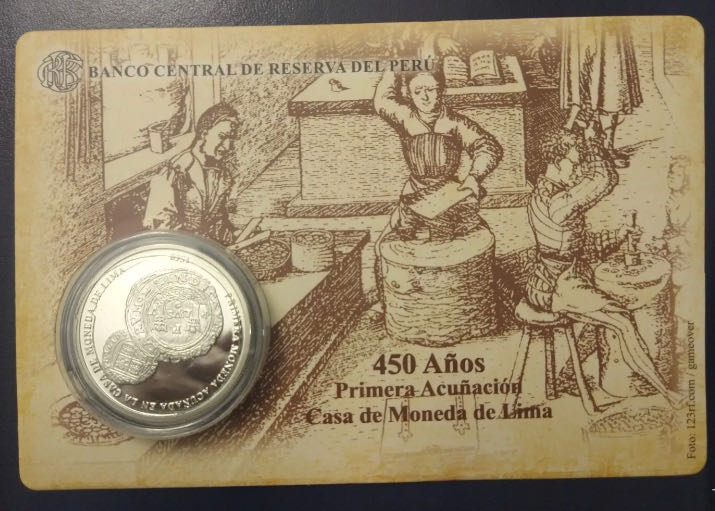 BANCO CENTRAL DE RESERVA DEL PERÚ
450 Años
Primera Acuñación
Casa de Moneda de Lima
PRIMERA MONEDA ACUÑADA EN LA CASA DE MONEDA DE LIMA
1568
Foto: 123rf.com / gameover